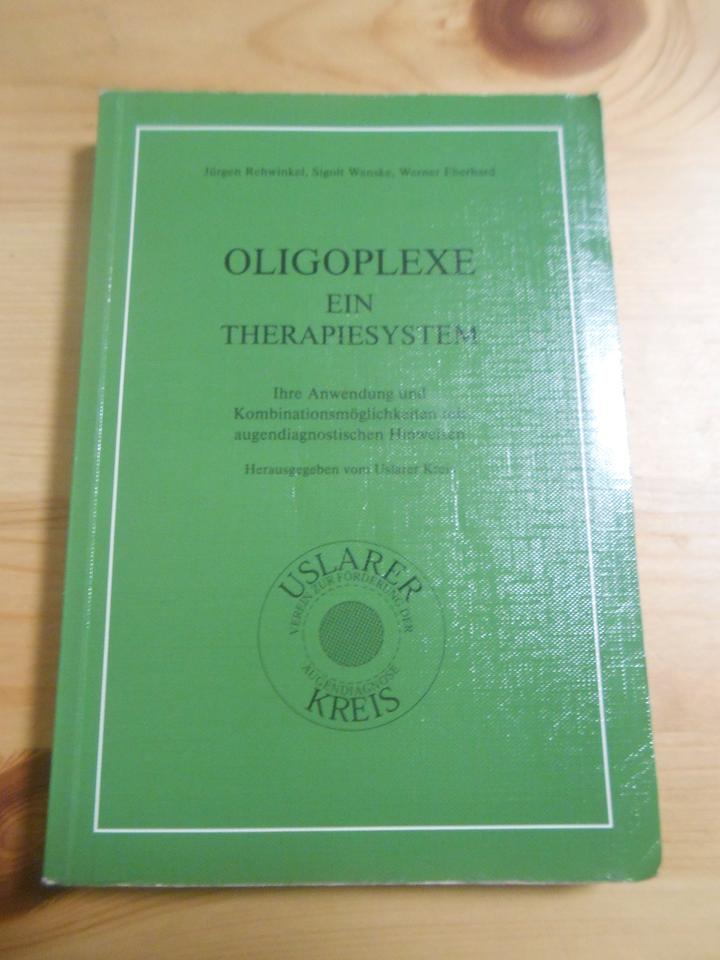 Jürgen Rehwinkel, Sigolt Wanske, Werner Eberhard
OLIGOPLEXE
EIN
THERAPIESYSTEM
Ihre Anwendung und
Kombinationsmöglichkeiten mit
augendiagnostischen Hinweisen
Herausgegeben vom Uslarer Kreis
USLARER
VEREIN ZUR FÖRDERUNG DER
AUGENDIAGNOSE
KREIS